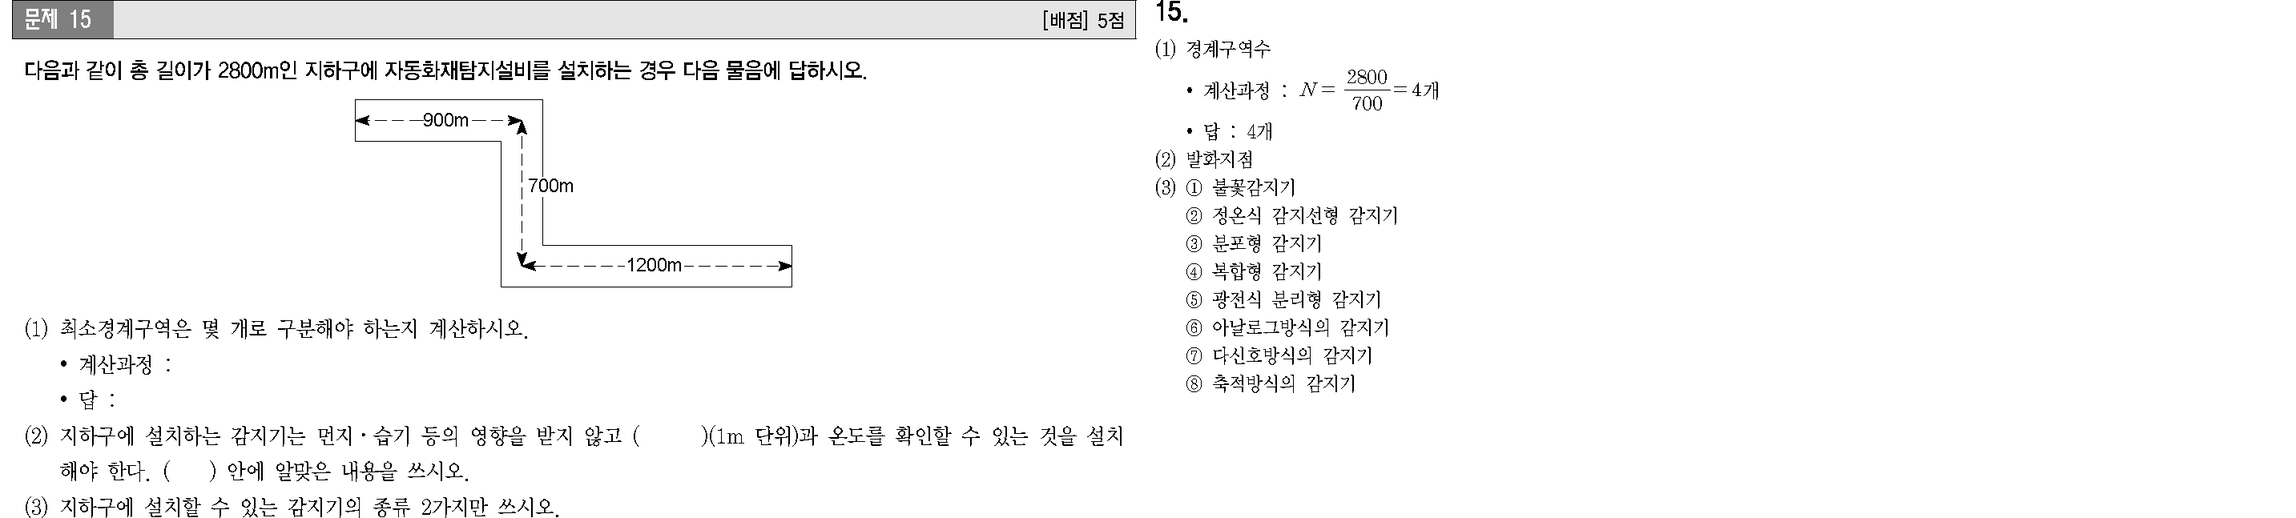 문제 15
[배점] 5점
다음과 같이 총 길이가 2800m인 지하구에 자동화재탐지설비를 설치하는 경우 다음 물음에 답하시오.
900m
700m
1200m
(1) 최소경계구역은 몇 개로 구분해야 하는지 계산하시오.
• 계산과정 :
• 답 :
(2) 지하구에 설치하는 감지기는 먼지·습기 등의 영향을 받지 않고 (      )(1m 단위)과 온도를 확인할 수 있는 것을 설치
해야 한다. (    ) 안에 알맞은 내용을 쓰시오.
(3) 지하구에 설치할 수 있는 감지기의 종류 2가지만 쓰시오.
15.
(1) 경계구역수
• 계산과정 : N = 2800/700 = 4개
• 답 : 4개
(2) 발화지점
(3) ① 불꽃감지기
② 정온식 감지선형 감지기
③ 분포형 감지기
④ 복합형 감지기
⑤ 광전식 분리형 감지기
⑥ 아날로그방식의 감지기
⑦ 다신호방식의 감지기
⑧ 축적방식의 감지기